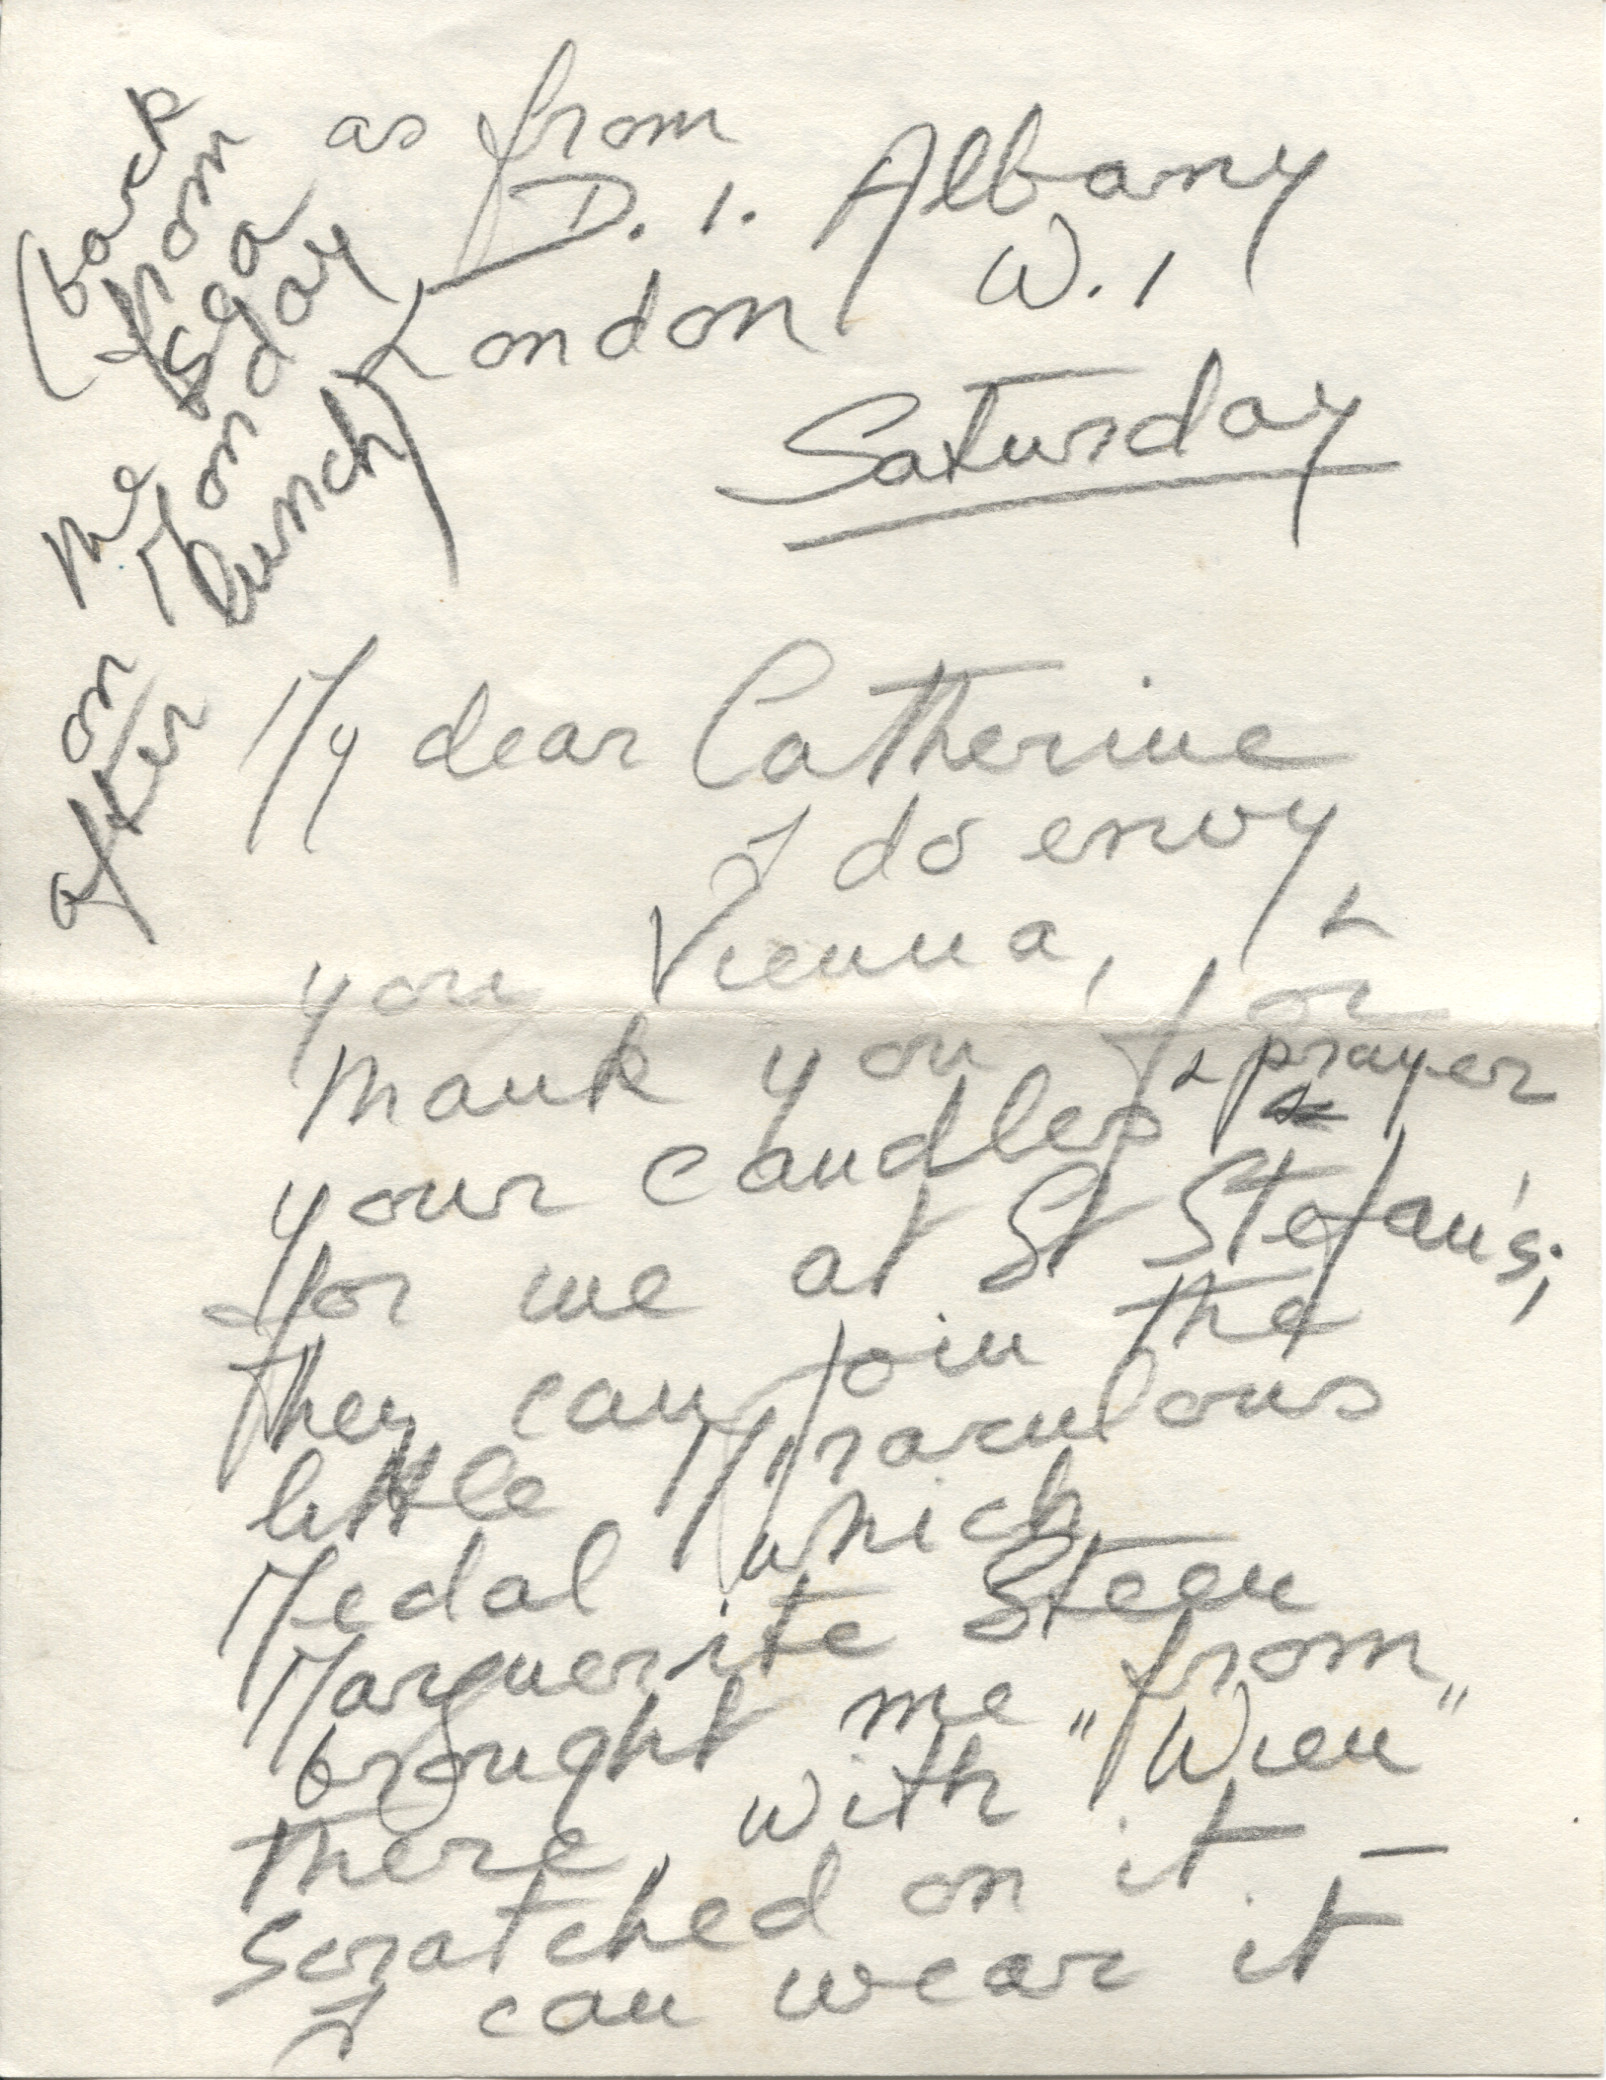 as from
D. 1. Albany
London W.1
Saturday
(back from
the sea
on Monday
after lunch)
My dear Catherine
I do envy
you Vienna, &
thank you for
your candles & prayer
for me at St Stefan's;
they can join the
little Miraculous
Medal which
Marguerite Steen
brought me from
there, with "Wien"
scratched on it –
I can wear it